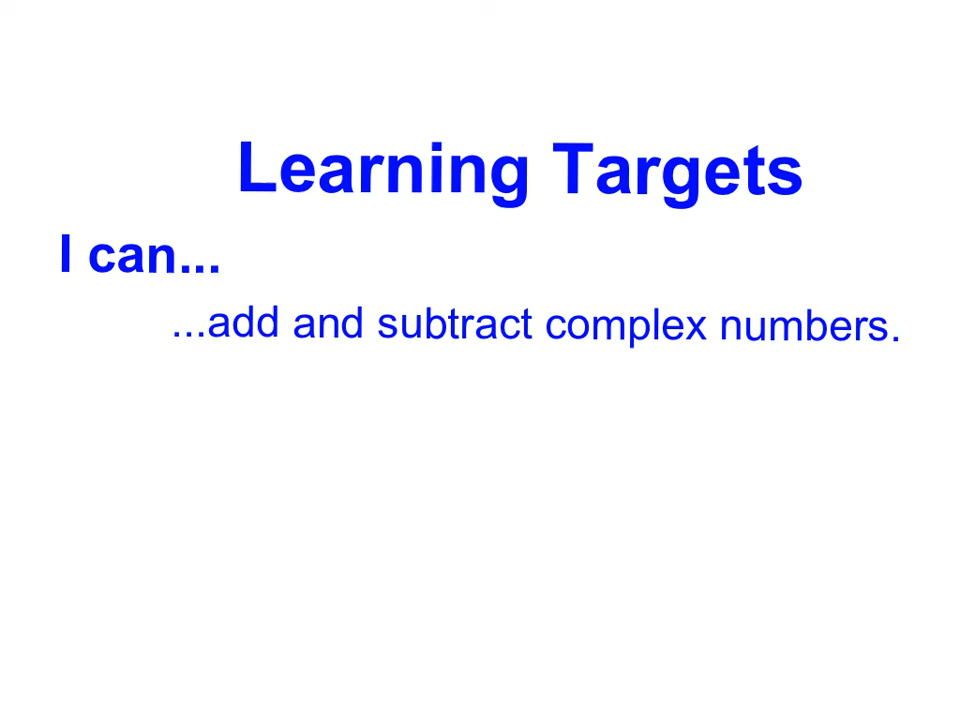 Learning Targets
I can...
...add and subtract complex numbers.